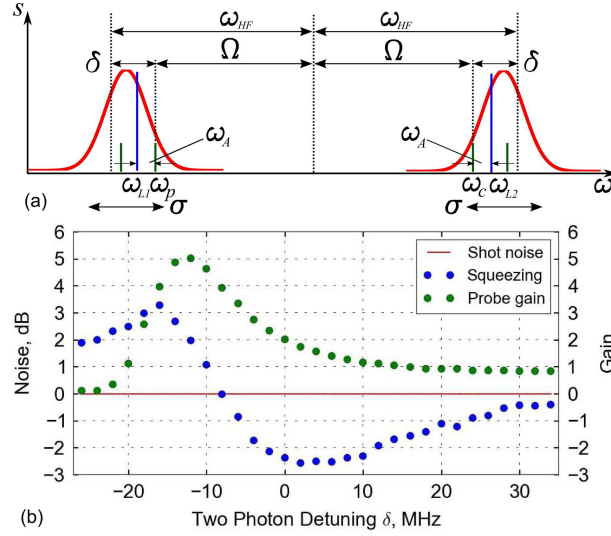 s ω_HF ω_HF
δ Ω Ω δ
ω_A ω_A
ω_L1 ω_p ω_c ω_L2 ω
(a) σ σ
6 6
5 5
4 4
3 3
2 2
1 1
0 0
−1 −1
−2 −2
−3 −3
Noise, dB
Gain
Shot noise
Squeezing
Probe gain
−20 −10 0 10 20 30
(b) Two Photon Detuning δ, MHz